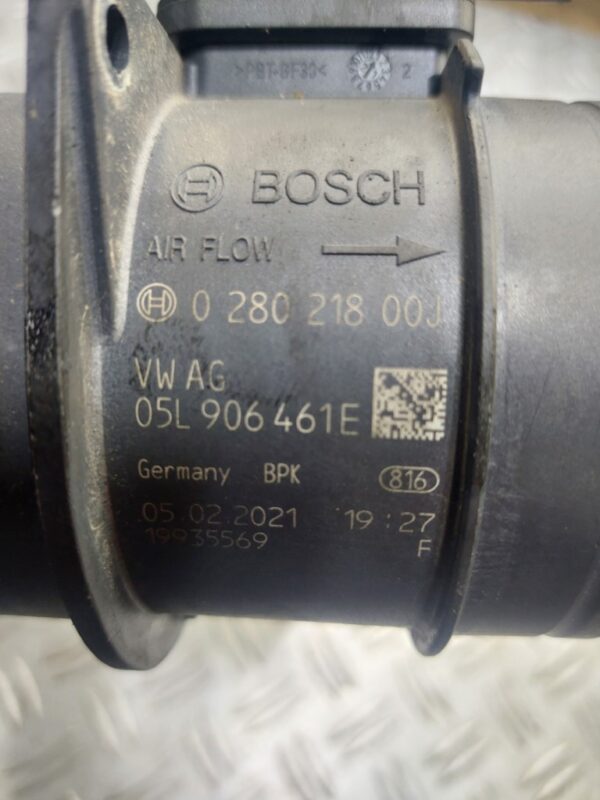 >PBT-GF30< 2
BOSCH
AIR FLOW
0 280 218 00J
VW AG
05L 906 461E
Germany BPK 816
05.02.2021 19:27
19935569 F